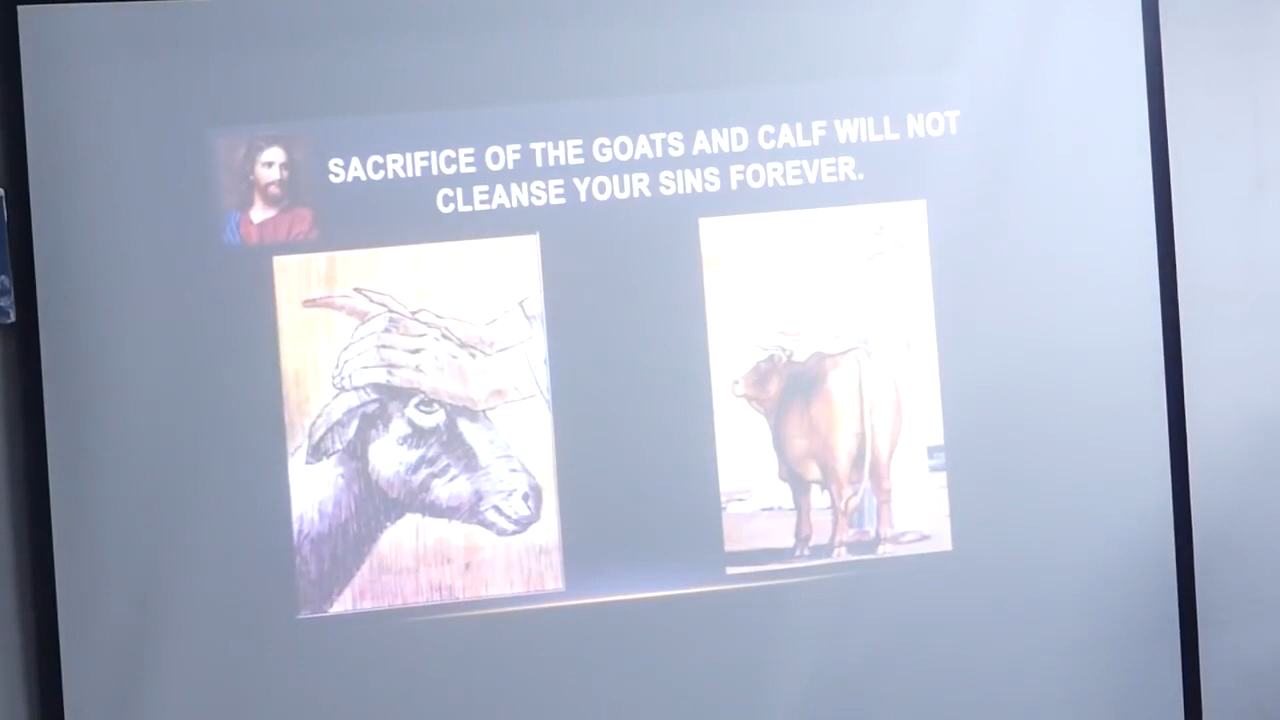 SACRIFICE OF THE GOATS AND CALF WILL NOT
CLEANSE YOUR SINS FOREVER.